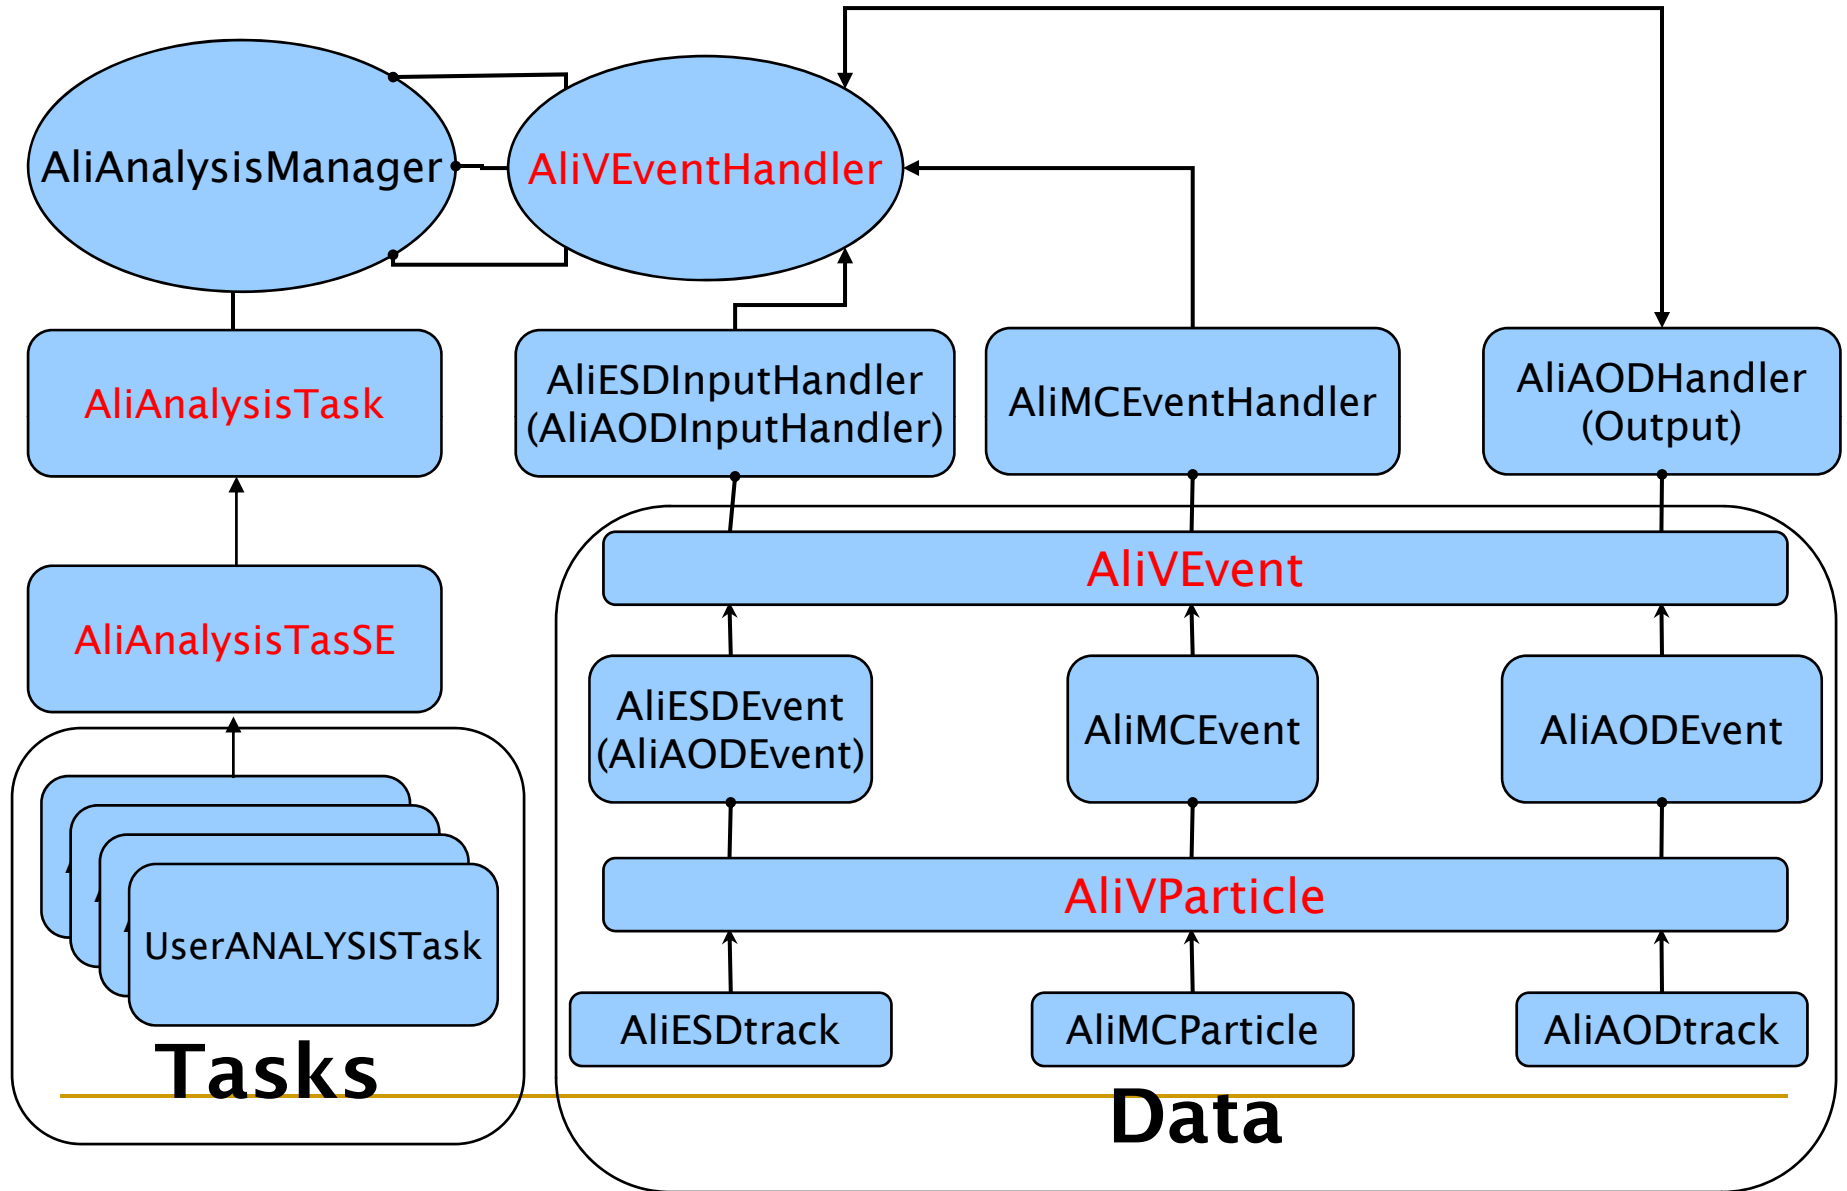 AliAnalysisManager
AliVEventHandler
AliAnalysisTask
AliESDInputHandler
(AliAODInputHandler)
AliMCEventHandler
AliAODHandler
(Output)
AliVEvent
AliAnalysisTasSE
AliESDEvent
(AliAODEvent)
AliMCEvent
AliAODEvent
AliVParticle
UserANALYSISTask
AliESDtrack
AliMCParticle
AliAODtrack
Tasks
Data